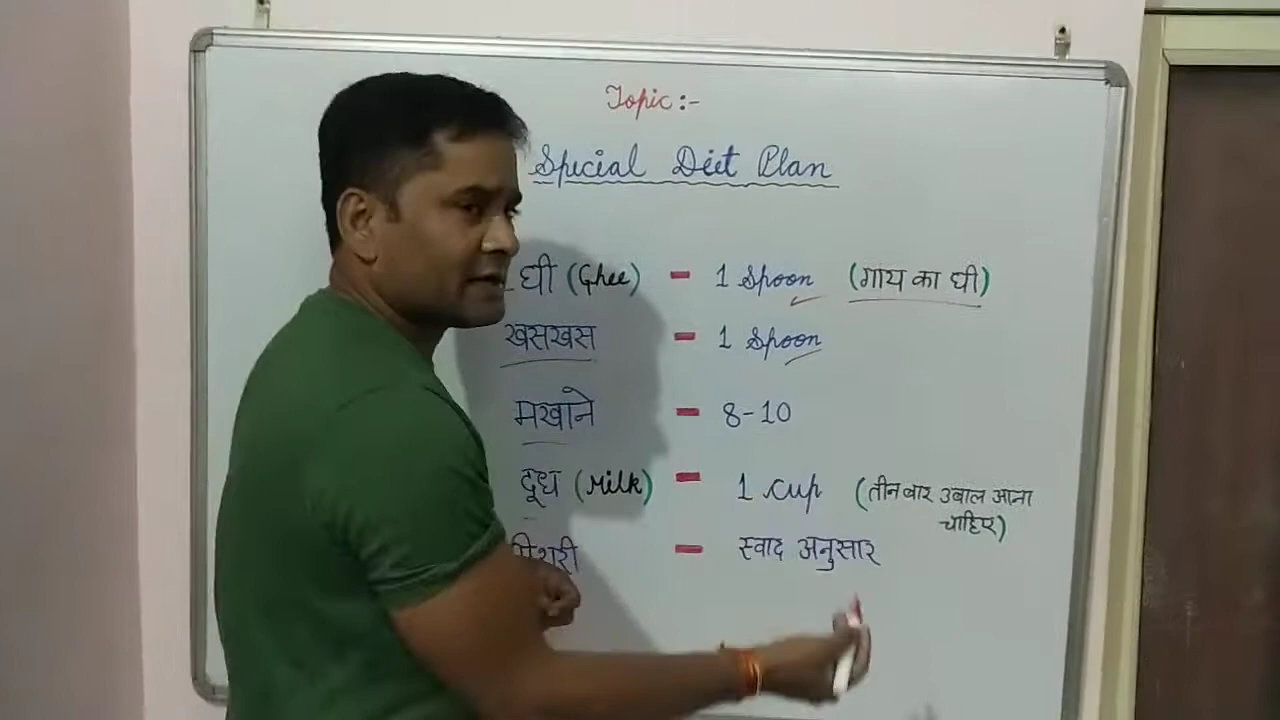 Topic :-
Special Diet Plan
घी (Ghee) - 1 Spoon (गाय का घी)
खसखस - 1 Spoon
मखाने - 8-10
दूध (Milk) - 1 cup (तीन बार उबाल आना
चाहिए)
मिश्री - स्वाद अनुसार